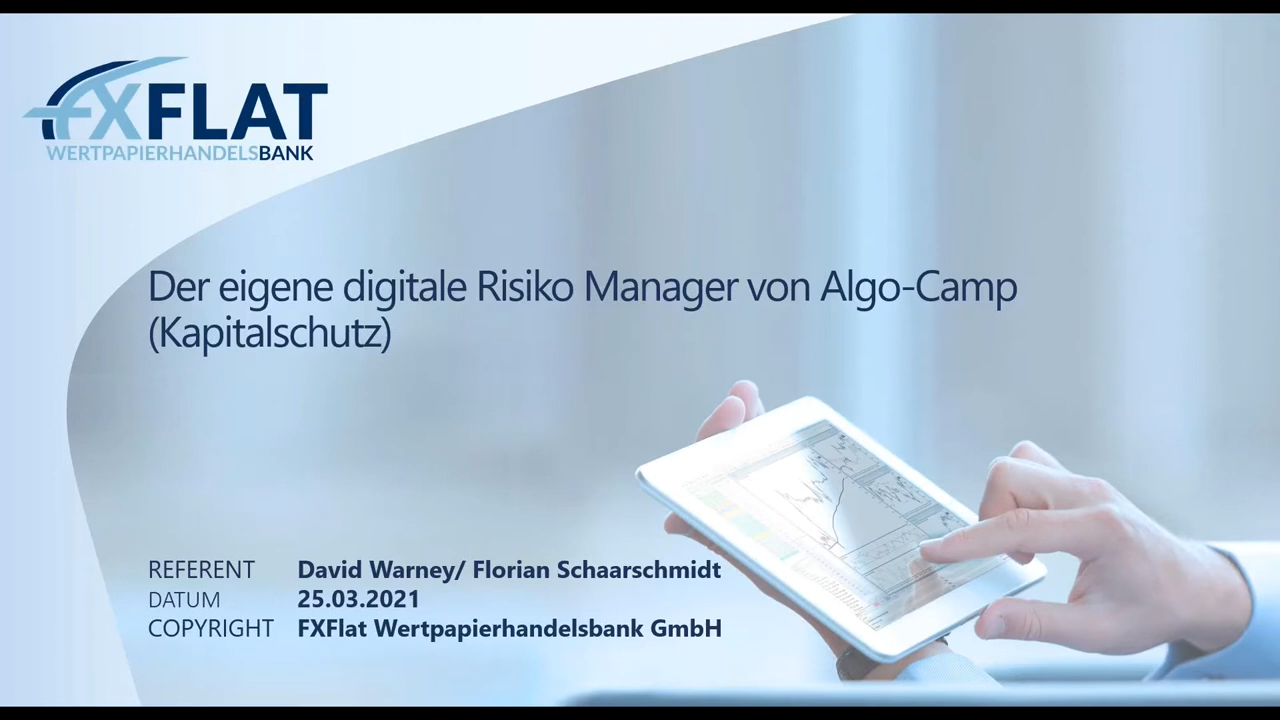 FXFLAT
WERTPAPIERHANDELSBANK
Der eigene digitale Risiko Manager von Algo-Camp
(Kapitalschutz)
REFERENT David Warney/ Florian Schaarschmidt
DATUM 25.03.2021
COPYRIGHT FXFlat Wertpapierhandelsbank GmbH